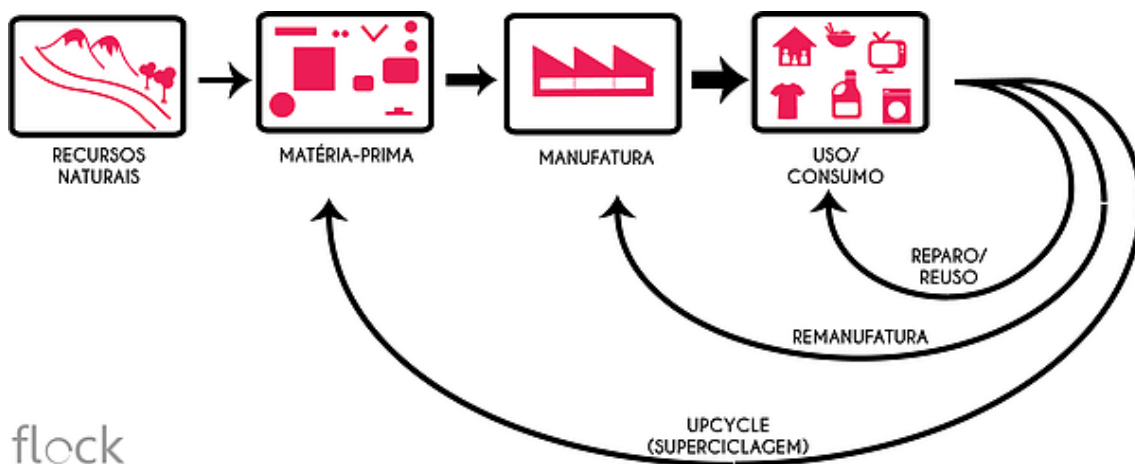 RECURSOS
NATURAIS
MATÉRIA-PRIMA
MANUFATURA
USO/
CONSUMO
REPARO/
REUSO
REMANUFATURA
UPCYCLE
(SUPERCICLAGEM)
flock